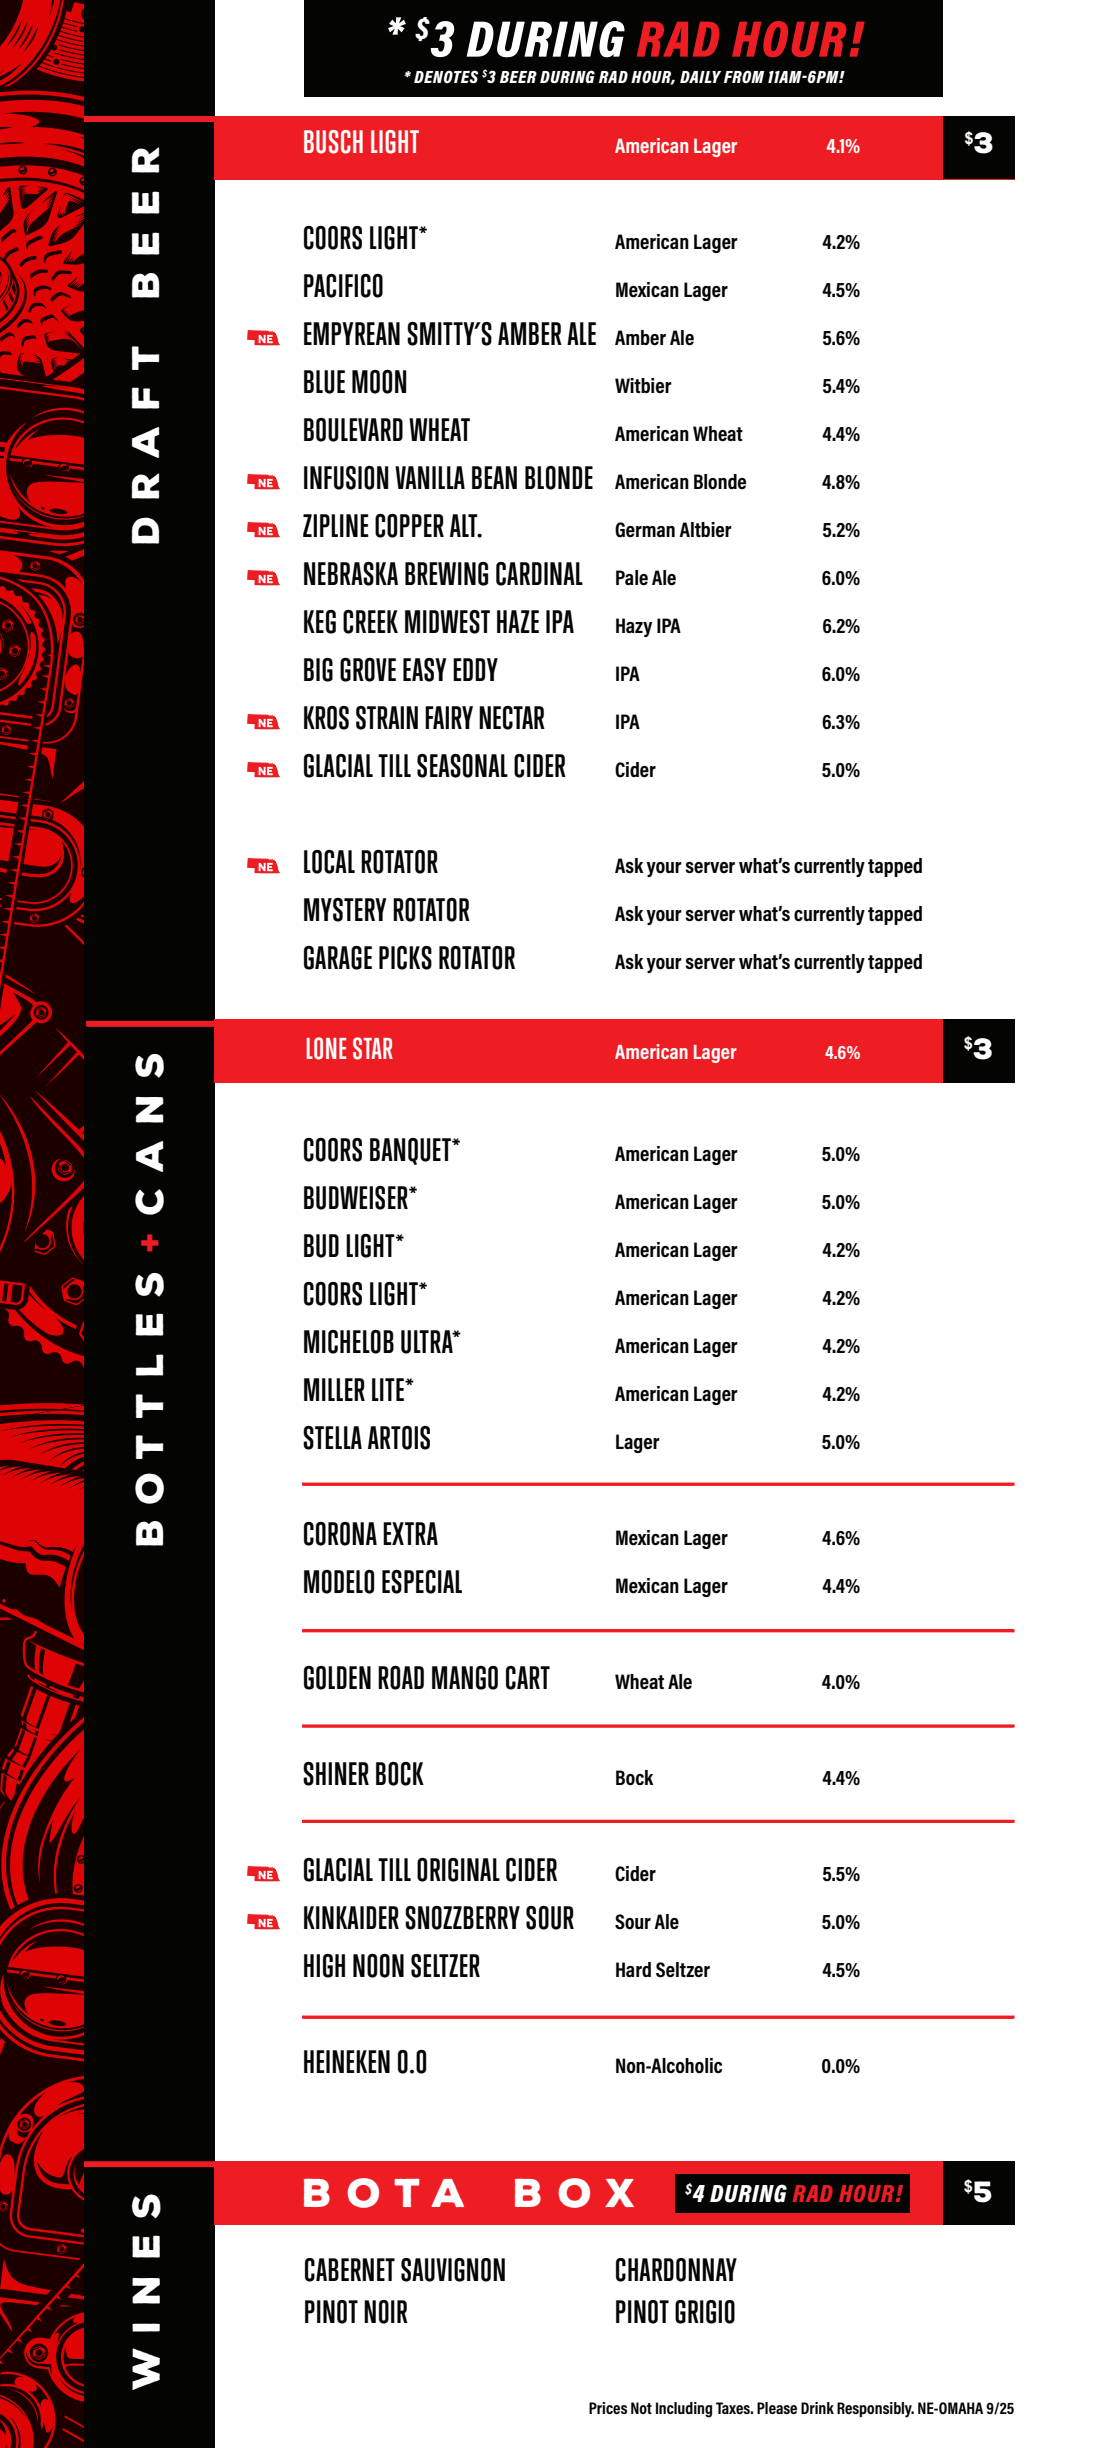 * $3 DURING RAD HOUR!
* DENOTES $3 BEER DURING RAD HOUR, DAILY FROM 11AM-6PM!
DRAFT BEER
BUSCH LIGHT American Lager 4.1% $3
COORS LIGHT* American Lager 4.2%
PACIFICO Mexican Lager 4.5%
NE EMPYREAN SMITTY'S AMBER ALE Amber Ale 5.6%
BLUE MOON Witbier 5.4%
BOULEVARD WHEAT American Wheat 4.4%
NE INFUSION VANILLA BEAN BLONDE American Blonde 4.8%
NE ZIPLINE COPPER ALT. German Altbier 5.2%
NE NEBRASKA BREWING CARDINAL Pale Ale 6.0%
KEG CREEK MIDWEST HAZE IPA Hazy IPA 6.2%
BIG GROVE EASY EDDY IPA 6.0%
NE KROS STRAIN FAIRY NECTAR IPA 6.3%
NE GLACIAL TILL SEASONAL CIDER Cider 5.0%
NE LOCAL ROTATOR Ask your server what's currently tapped
MYSTERY ROTATOR Ask your server what's currently tapped
GARAGE PICKS ROTATOR Ask your server what's currently tapped
BOTTLES + CANS
LONE STAR American Lager 4.6% $3
COORS BANQUET* American Lager 5.0%
BUDWEISER* American Lager 5.0%
BUD LIGHT* American Lager 4.2%
COORS LIGHT* American Lager 4.2%
MICHELOB ULTRA* American Lager 4.2%
MILLER LITE* American Lager 4.2%
STELLA ARTOIS Lager 5.0%
CORONA EXTRA Mexican Lager 4.6%
MODELO ESPECIAL Mexican Lager 4.4%
GOLDEN ROAD MANGO CART Wheat Ale 4.0%
SHINER BOCK Bock 4.4%
NE GLACIAL TILL ORIGINAL CIDER Cider 5.5%
NE KINKAIDER SNOZZBERRY SOUR Sour Ale 5.0%
HIGH NOON SELTZER Hard Seltzer 4.5%
HEINEKEN 0.0 Non-Alcoholic 0.0%
WINES
BOTA BOX $4 DURING RAD HOUR! $5
CABERNET SAUVIGNON CHARDONNAY
PINOT NOIR PINOT GRIGIO
Prices Not Including Taxes. Please Drink Responsibly. NE-OMAHA 9/25